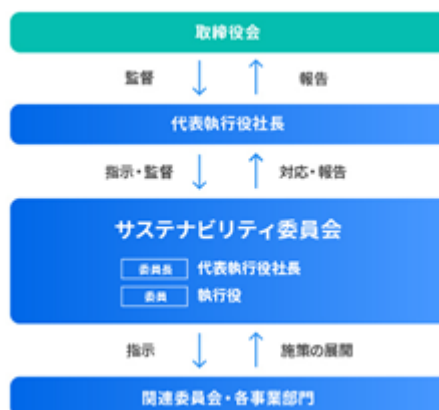 取締役会
監督 報告
代表執行役社長
指示・監督 対応・報告
サステナビリティ委員会
委員長 代表執行役社長
委員 執行役
指示 施策の展開
関連委員会・各事業部門